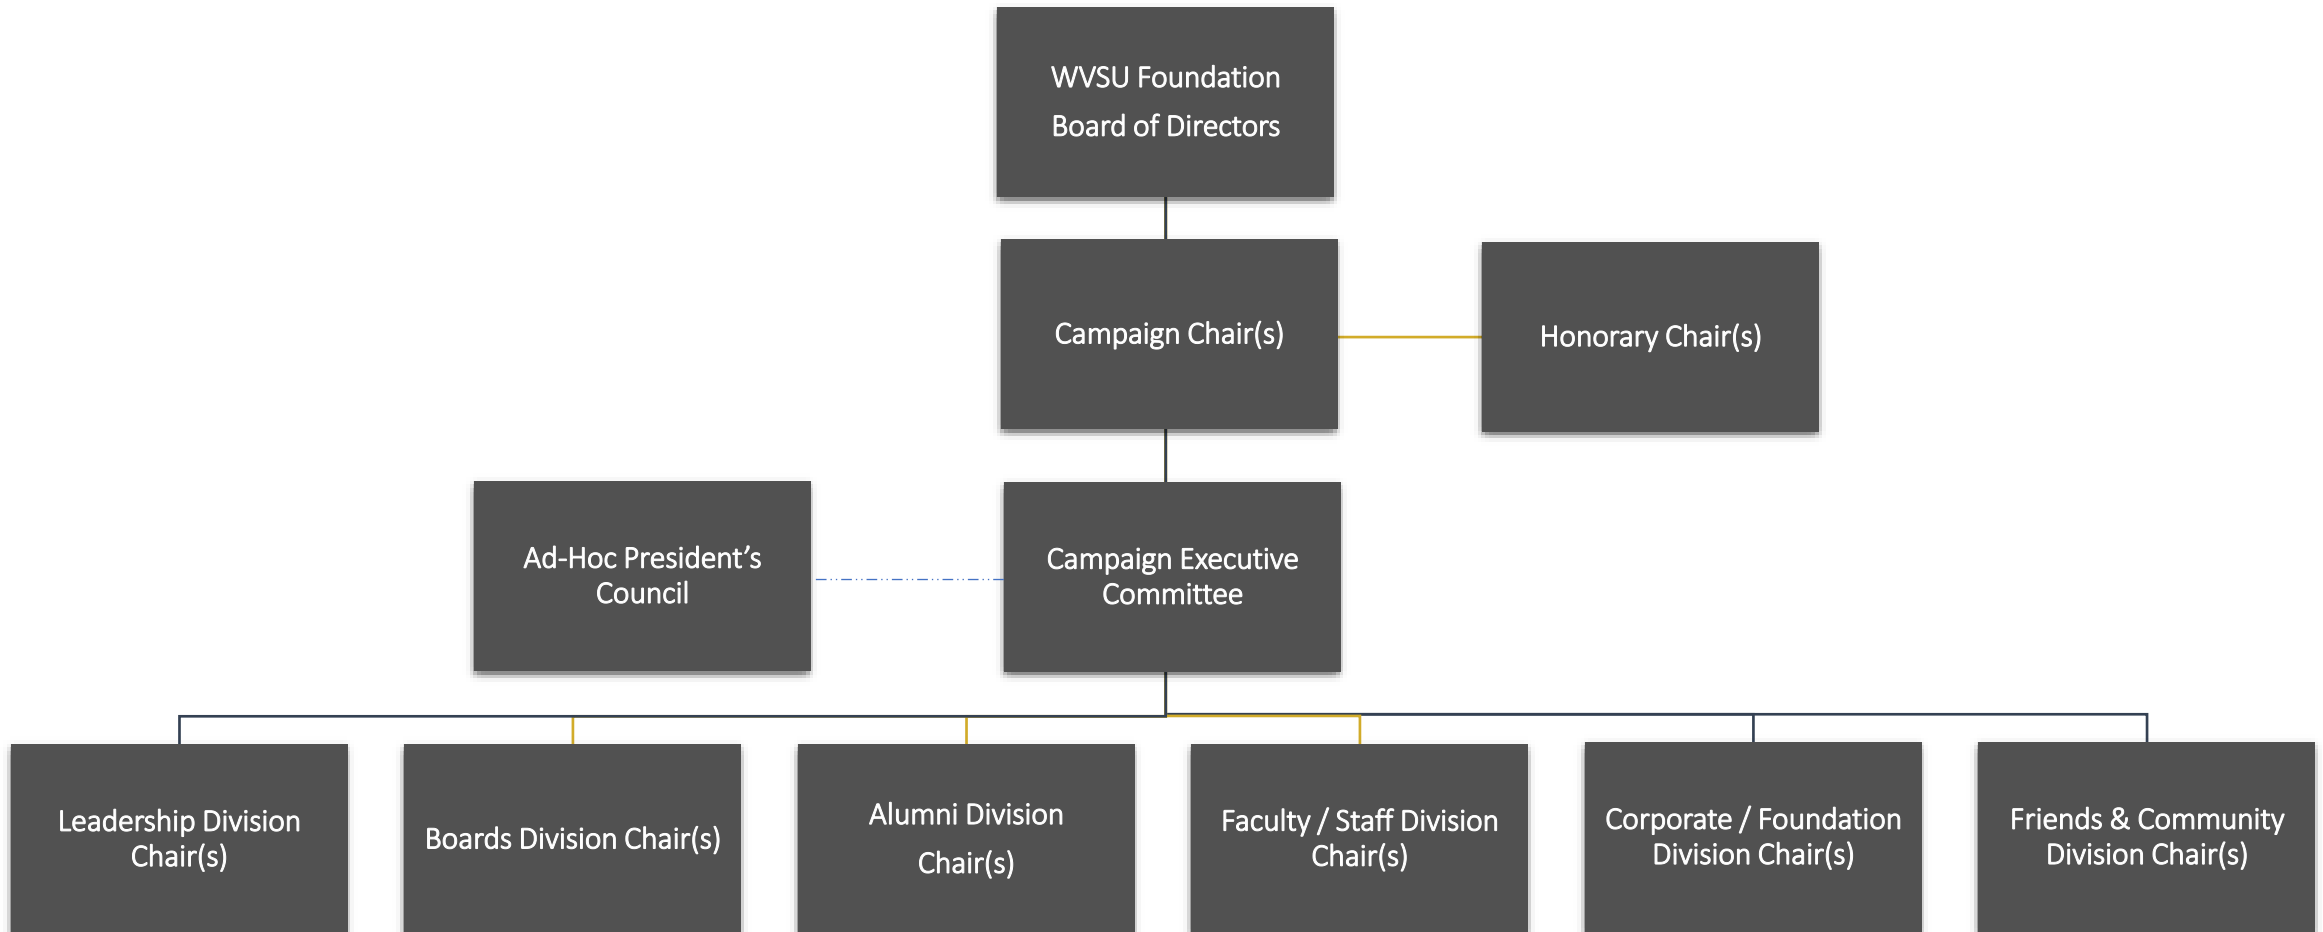 WVSU Foundation
Board of Directors
Campaign Chair(s)
Honorary Chair(s)
Ad-Hoc President’s
Council
Campaign Executive
Committee
Leadership Division
Chair(s)
Boards Division Chair(s)
Alumni Division
Chair(s)
Faculty / Staff Division
Chair(s)
Corporate / Foundation
Division Chair(s)
Friends & Community
Division Chair(s)